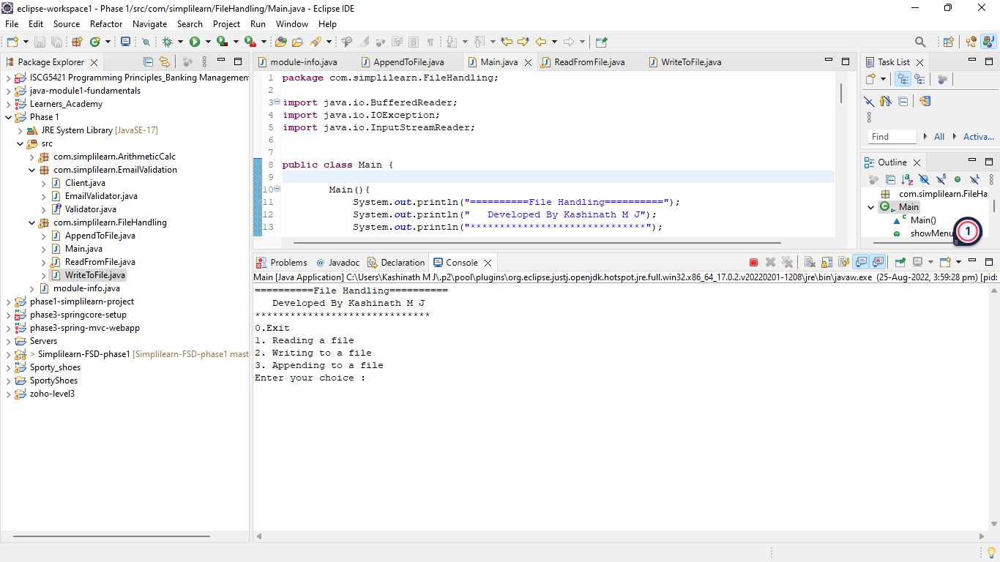 eclipse-workspace1 - Phase 1/src/com/simplilearn/FileHandling/Main.java - Eclipse IDE
File Edit Source Refactor Navigate Search Project Run Window Help
Package Explorer
ISCG5421 Programming Principles_Banking Managemen
java-module1-fundamentals
Learners_Academy
Phase 1
JRE System Library [JavaSE-17]
src
com.simplilearn.ArithmeticCalc
com.simplilearn.EmailValidation
Client.java
EmailValidator.java
Validator.java
com.simplilearn.FileHandling
AppendToFile.java
Main.java
ReadFromFile.java
WriteToFile.java
module-info.java
phase1-simplilearn-project
phase3-springcore-setup
phase3-spring-mvc-webapp
Servers
> Simplilearn-FSD-phase1 [Simplilearn-FSD-phase1 mast
Sporty_shoes
SportyShoes
zoho-level3
module-info.java AppendToFile.java Main.java ReadFromFile.java WriteToFile.java
1 package com.simplilearn.FileHandling;
2
3 import java.io.BufferedReader;
4 import java.io.IOException;
5 import java.io.InputStreamReader;
6
7
8 public class Main {
9
10 Main(){
11 System.out.println("==========File Handling==========");
12 System.out.println("   Developed By Kashinath M J");
13 System.out.println("******************************");
Task List
Find All Activa...
Outline
com.simplilearn.FileHa
Main
Main()
showMenu
1
Problems Javadoc Declaration Console
Main [Java Application] C:\Users\Kashinath M J\.p2\pool\plugins\org.eclipse.justj.openjdk.hotspot.jre.full.win32.x86_64_17.0.2.v20220201-1208\jre\bin\javaw.exe (25-Aug-2022, 3:59:28 pm) [pid:
==========File Handling==========
   Developed By Kashinath M J
******************************
0.Exit
1. Reading a file
2. Writing to a file
3. Appending to a file
Enter your choice :